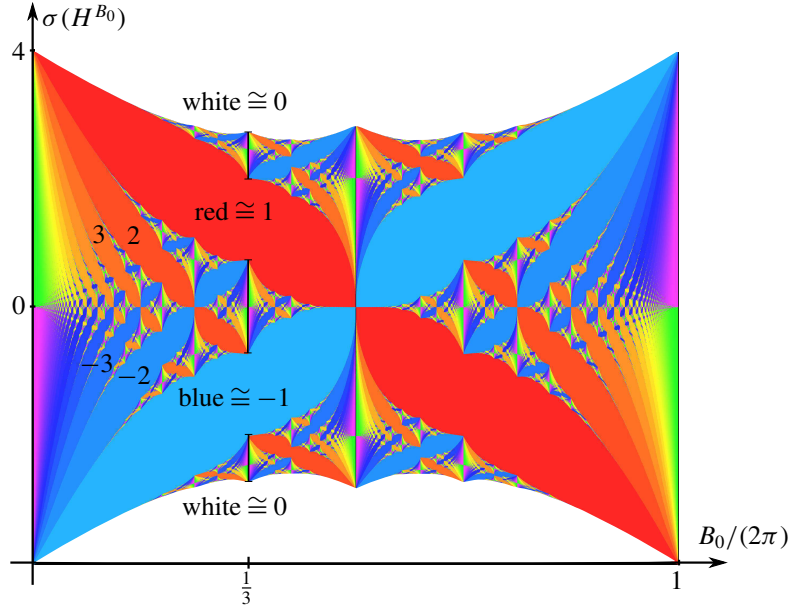 σ(H^{B_0})
4
white ≅ 0
red ≅ 1
3 2
0
−3 −2
blue ≅ −1
white ≅ 0
B_0/(2π)
1/3
1